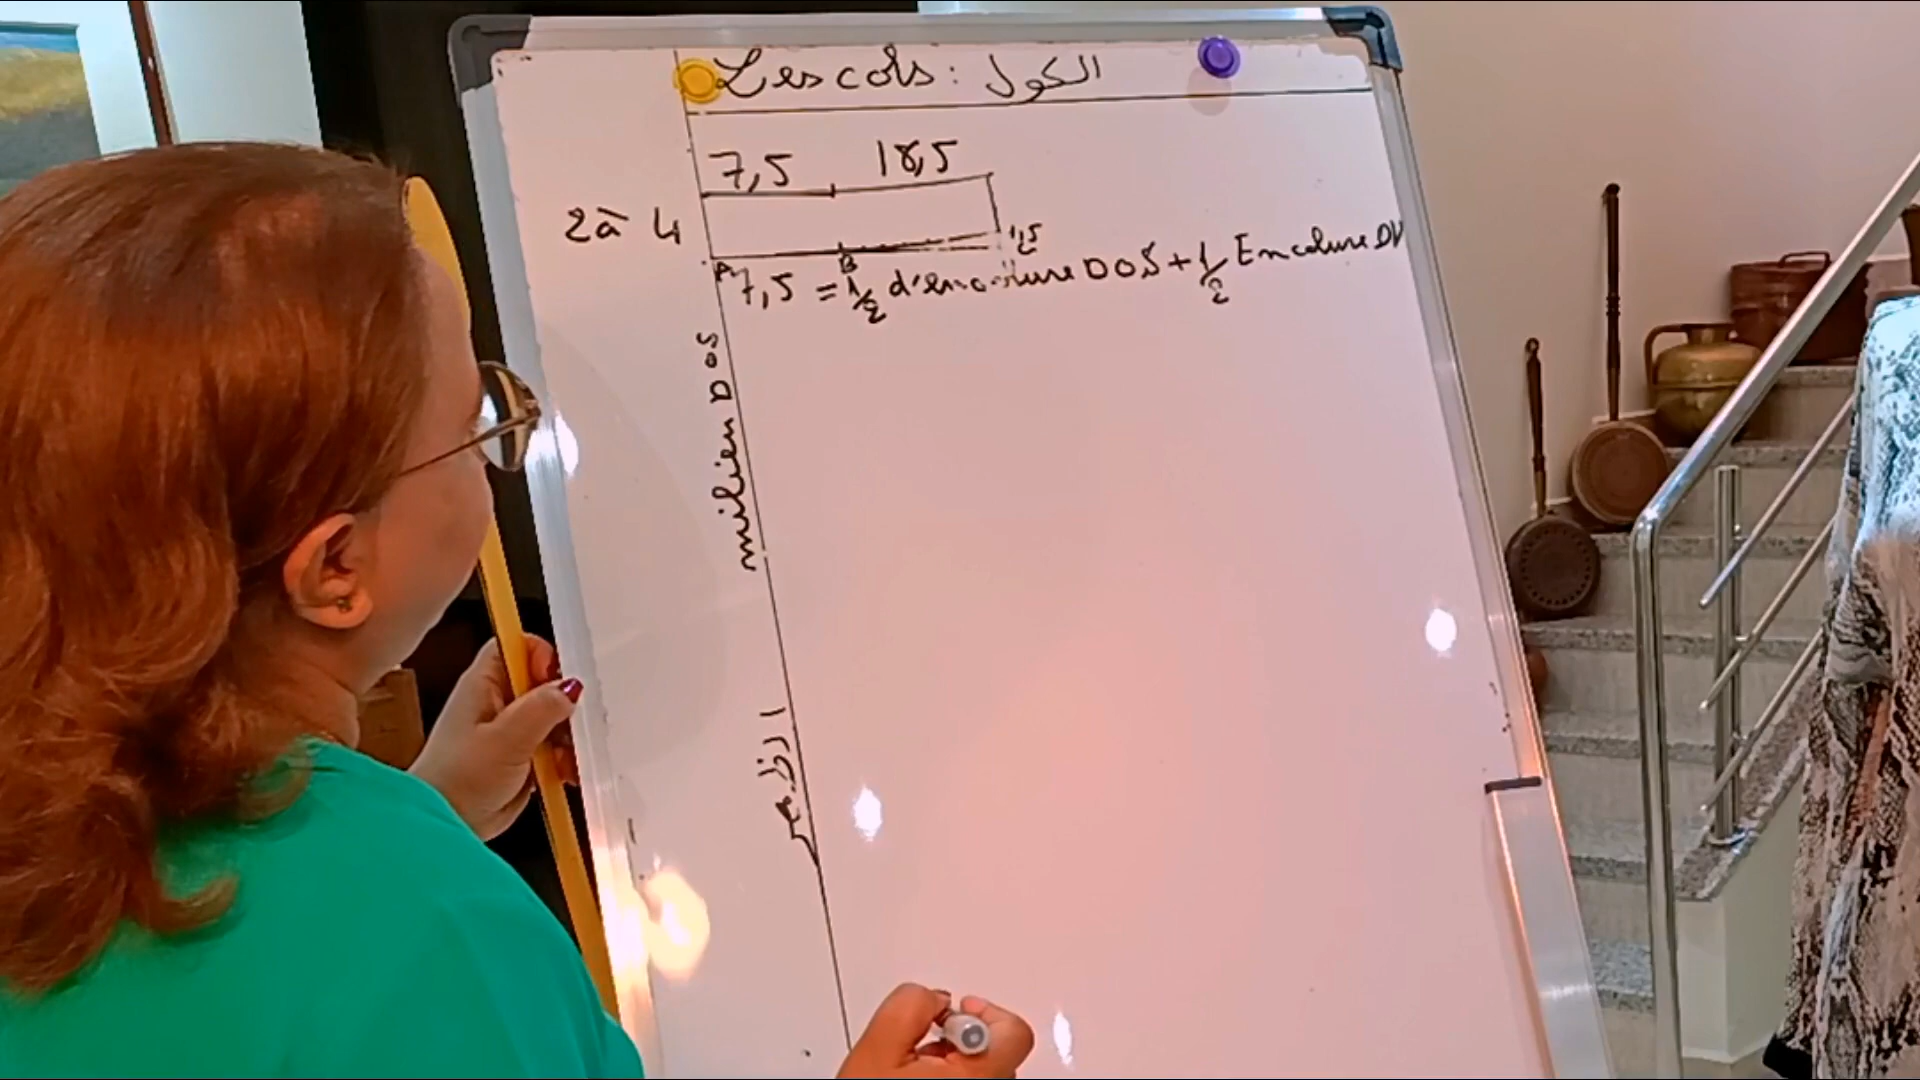 Les cols : الكول
7,5 18,5
2 à 4
1,5
A B
7,5 = 1/2 d'encolure DOS + 1/2 Encolure DV
milieu DOS